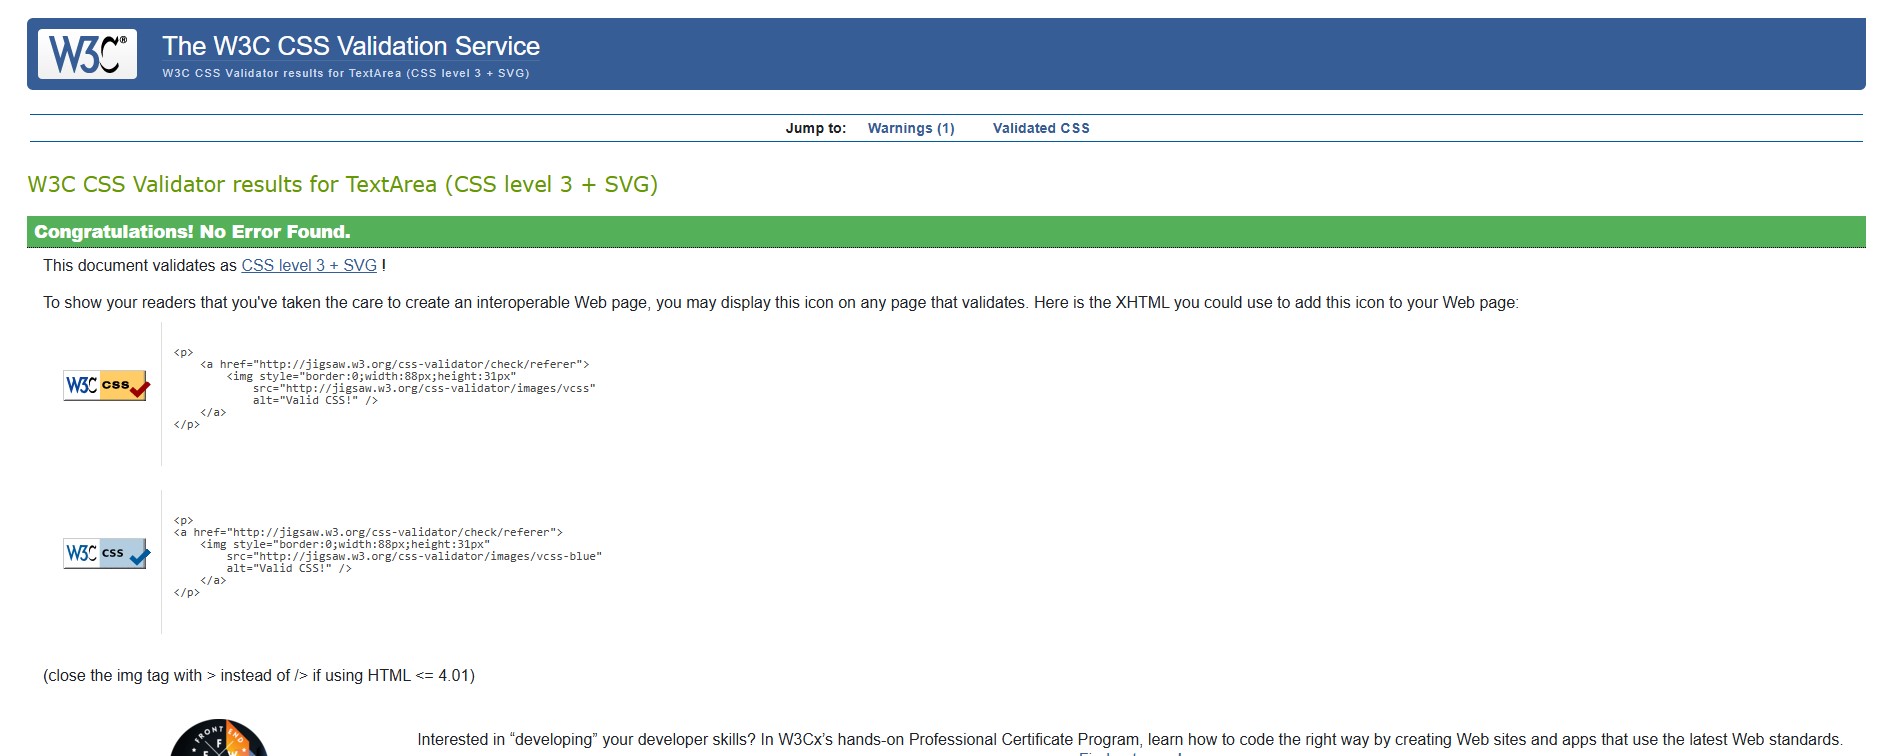 W3C® The W3C CSS Validation Service
W3C CSS Validator results for TextArea (CSS level 3 + SVG)
Jump to: Warnings (1) Validated CSS
W3C CSS Validator results for TextArea (CSS level 3 + SVG)
Congratulations! No Error Found.
This document validates as CSS level 3 + SVG !
To show your readers that you've taken the care to create an interoperable Web page, you may display this icon on any page that validates. Here is the XHTML you could use to add this icon to your Web page:
W3C css
<p>
    <a href="http://jigsaw.w3.org/css-validator/check/referer">
        <img style="border:0;width:88px;height:31px"
            src="http://jigsaw.w3.org/css-validator/images/vcss"
            alt="Valid CSS!" />
    </a>
</p>
W3C css
<p>
<a href="http://jigsaw.w3.org/css-validator/check/referer">
    <img style="border:0;width:88px;height:31px"
        src="http://jigsaw.w3.org/css-validator/images/vcss-blue"
        alt="Valid CSS!" />
    </a>
</p>
(close the img tag with > instead of /> if using HTML <= 4.01)
FRONT END
F
Interested in “developing” your developer skills? In W3Cx’s hands-on Professional Certificate Program, learn how to code the right way by creating Web sites and apps that use the latest Web standards.